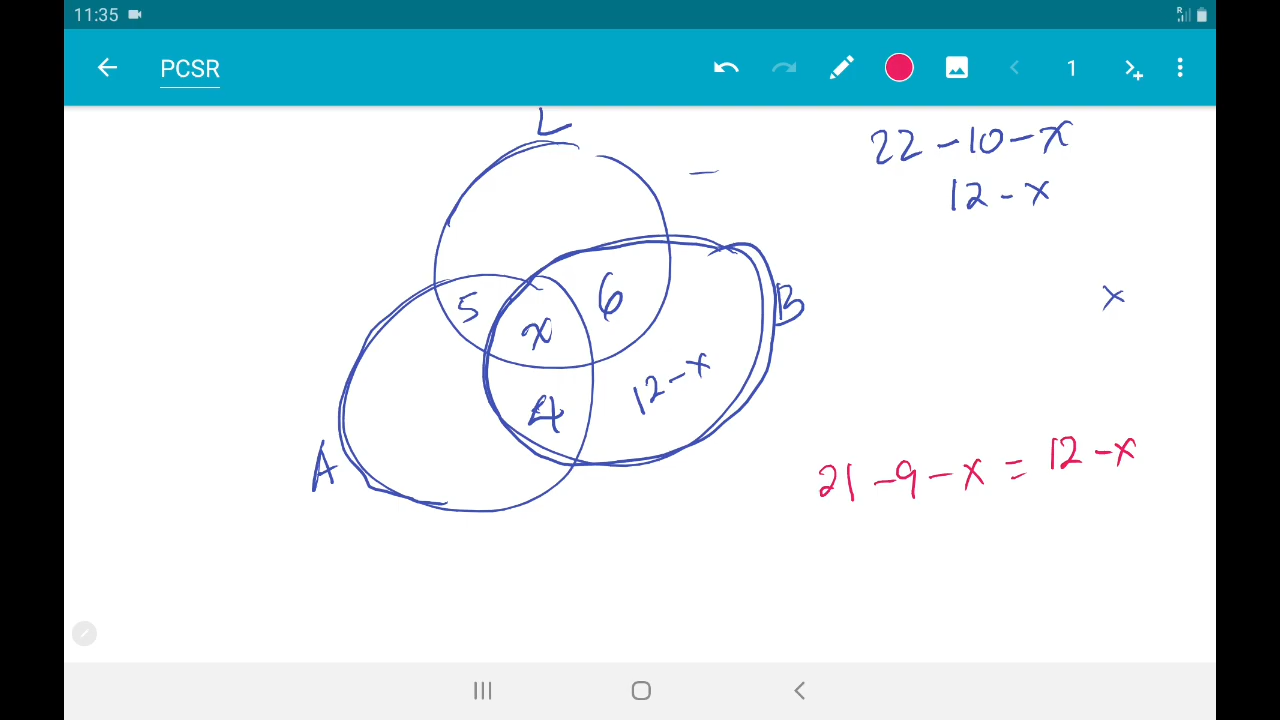 11:35
PCSR
1
L
22 - 10 - x
12 - x
5
x
6
B
x
12 - x
4
A
21 - 9 - x = 12 - x